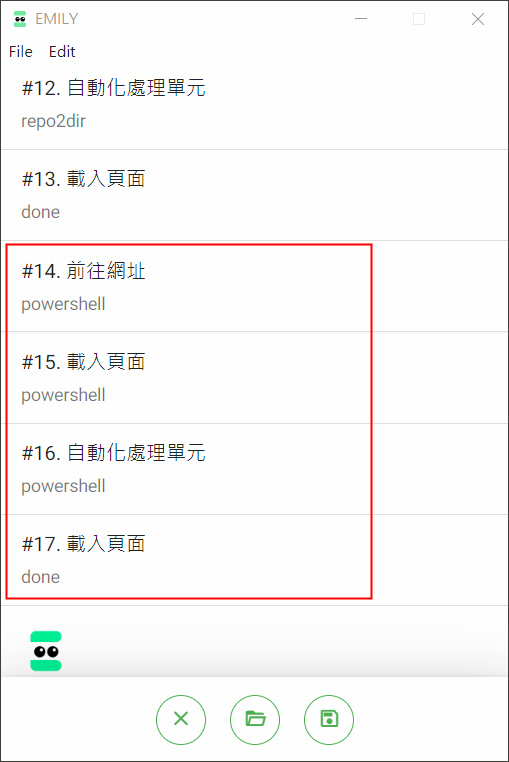 EMILY
File Edit
#12. 自動化處理單元
repo2dir
#13. 載入頁面
done
#14. 前往網址
powershell
#15. 載入頁面
powershell
#16. 自動化處理單元
powershell
#17. 載入頁面
done